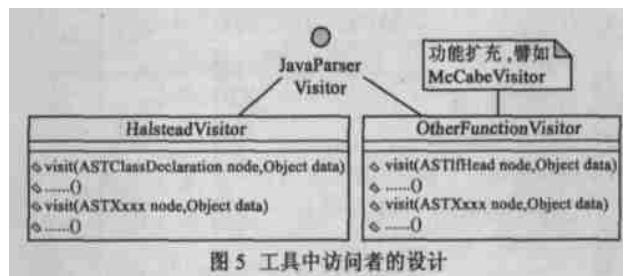 JavaParser
Visitor
功能扩充,譬如
McCabeVisitor
HalsteadVisitor
visit(ASTClassDeclaration node,Object data)
......()
visit(ASTXxxx node,Object data)
......()
OtherFunctionVisitor
visit(ASTIfHead node,Object data)
......()
visit(ASTXxxx node,Object data)
......()
图 5 工具中访问者的设计